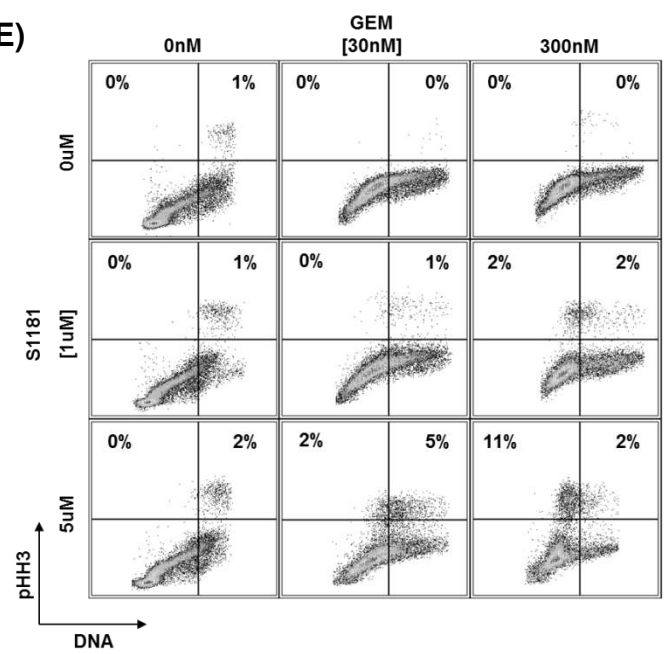 E)
GEM
0nM [30nM] 300nM
0uM
0% 1% 0% 0% 0% 0%
S1181
[1uM]
0% 1% 0% 1% 2% 2%
5uM
0% 2% 2% 5% 11% 2%
pHH3
DNA